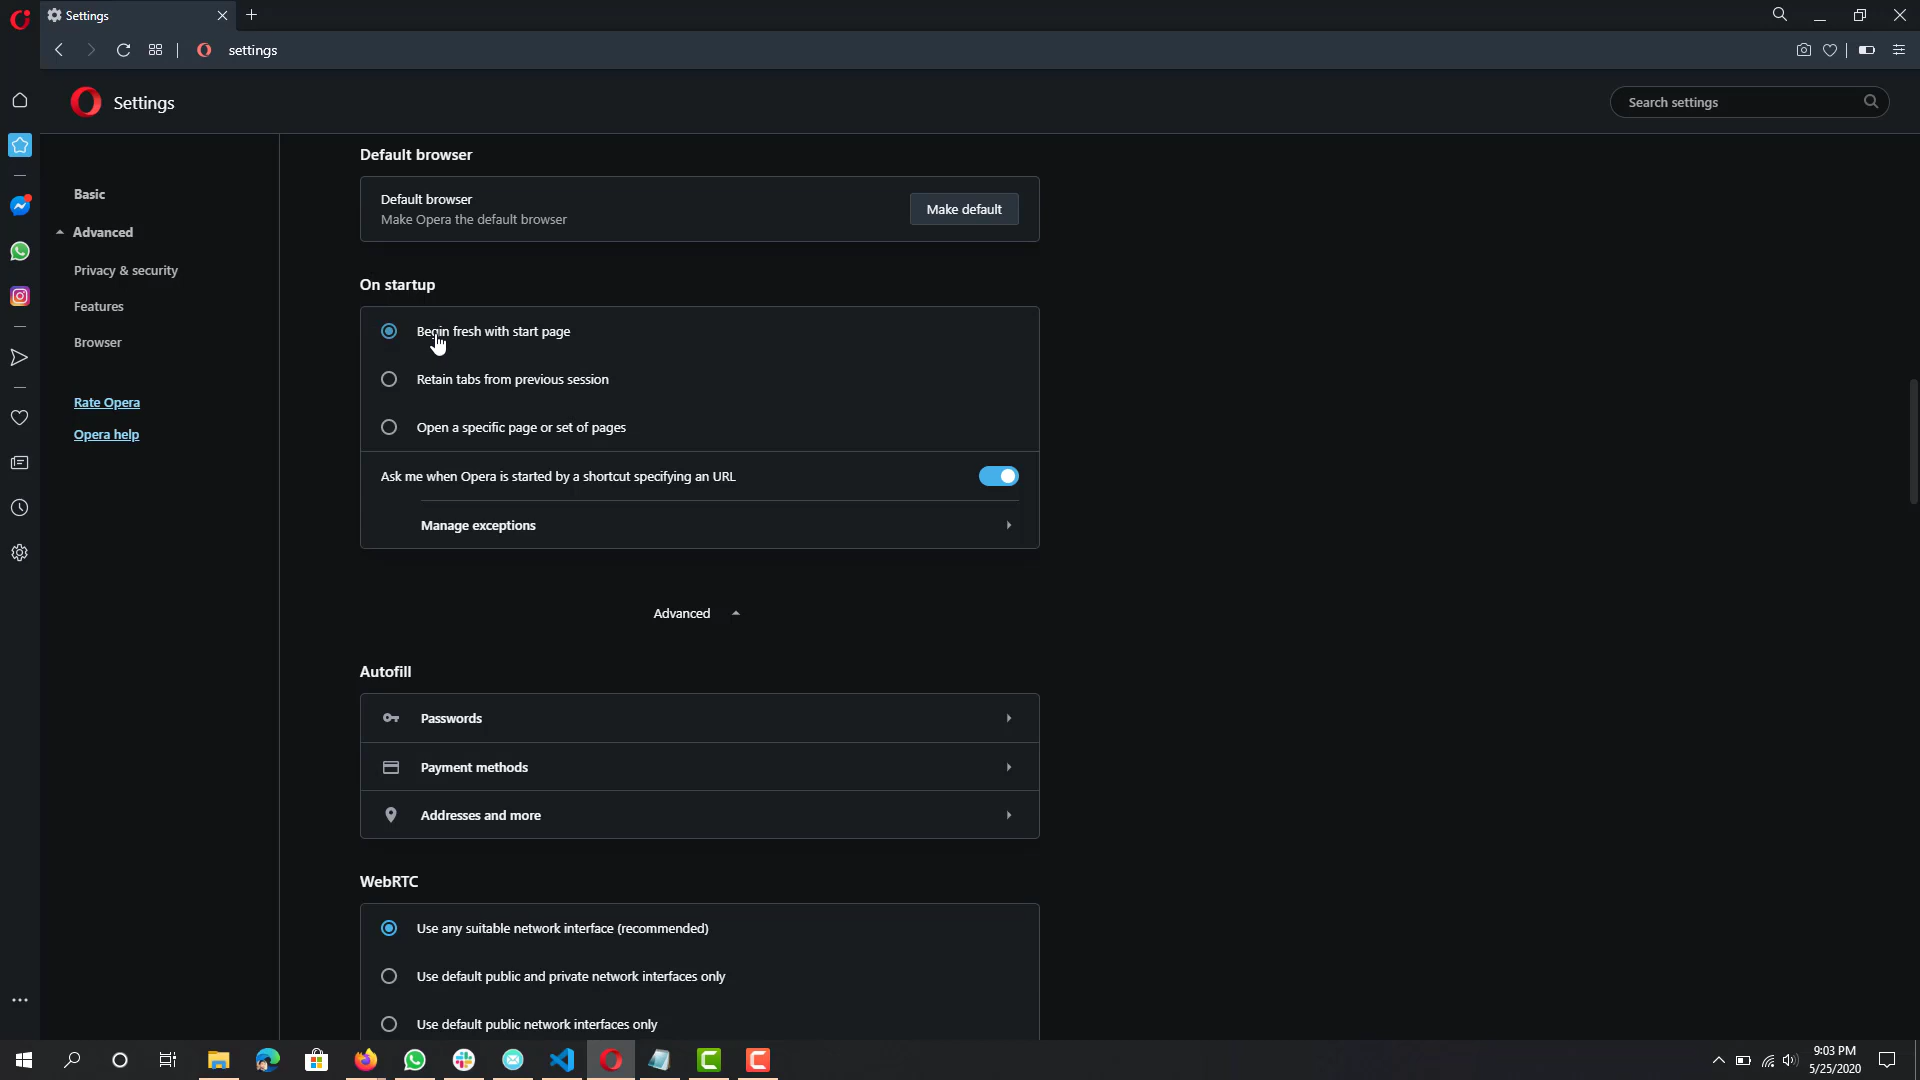 Settings
settings
Settings
Search settings
Basic
Advanced
Privacy & security
Features
Browser
Rate Opera
Opera help
Default browser
Default browser
Make Opera the default browser
Make default
On startup
Begin fresh with start page
Retain tabs from previous session
Open a specific page or set of pages
Ask me when Opera is started by a shortcut specifying an URL
Manage exceptions
Advanced
Autofill
Passwords
Payment methods
Addresses and more
WebRTC
Use any suitable network interface (recommended)
Use default public and private network interfaces only
Use default public network interfaces only
9:03 PM
5/25/2020